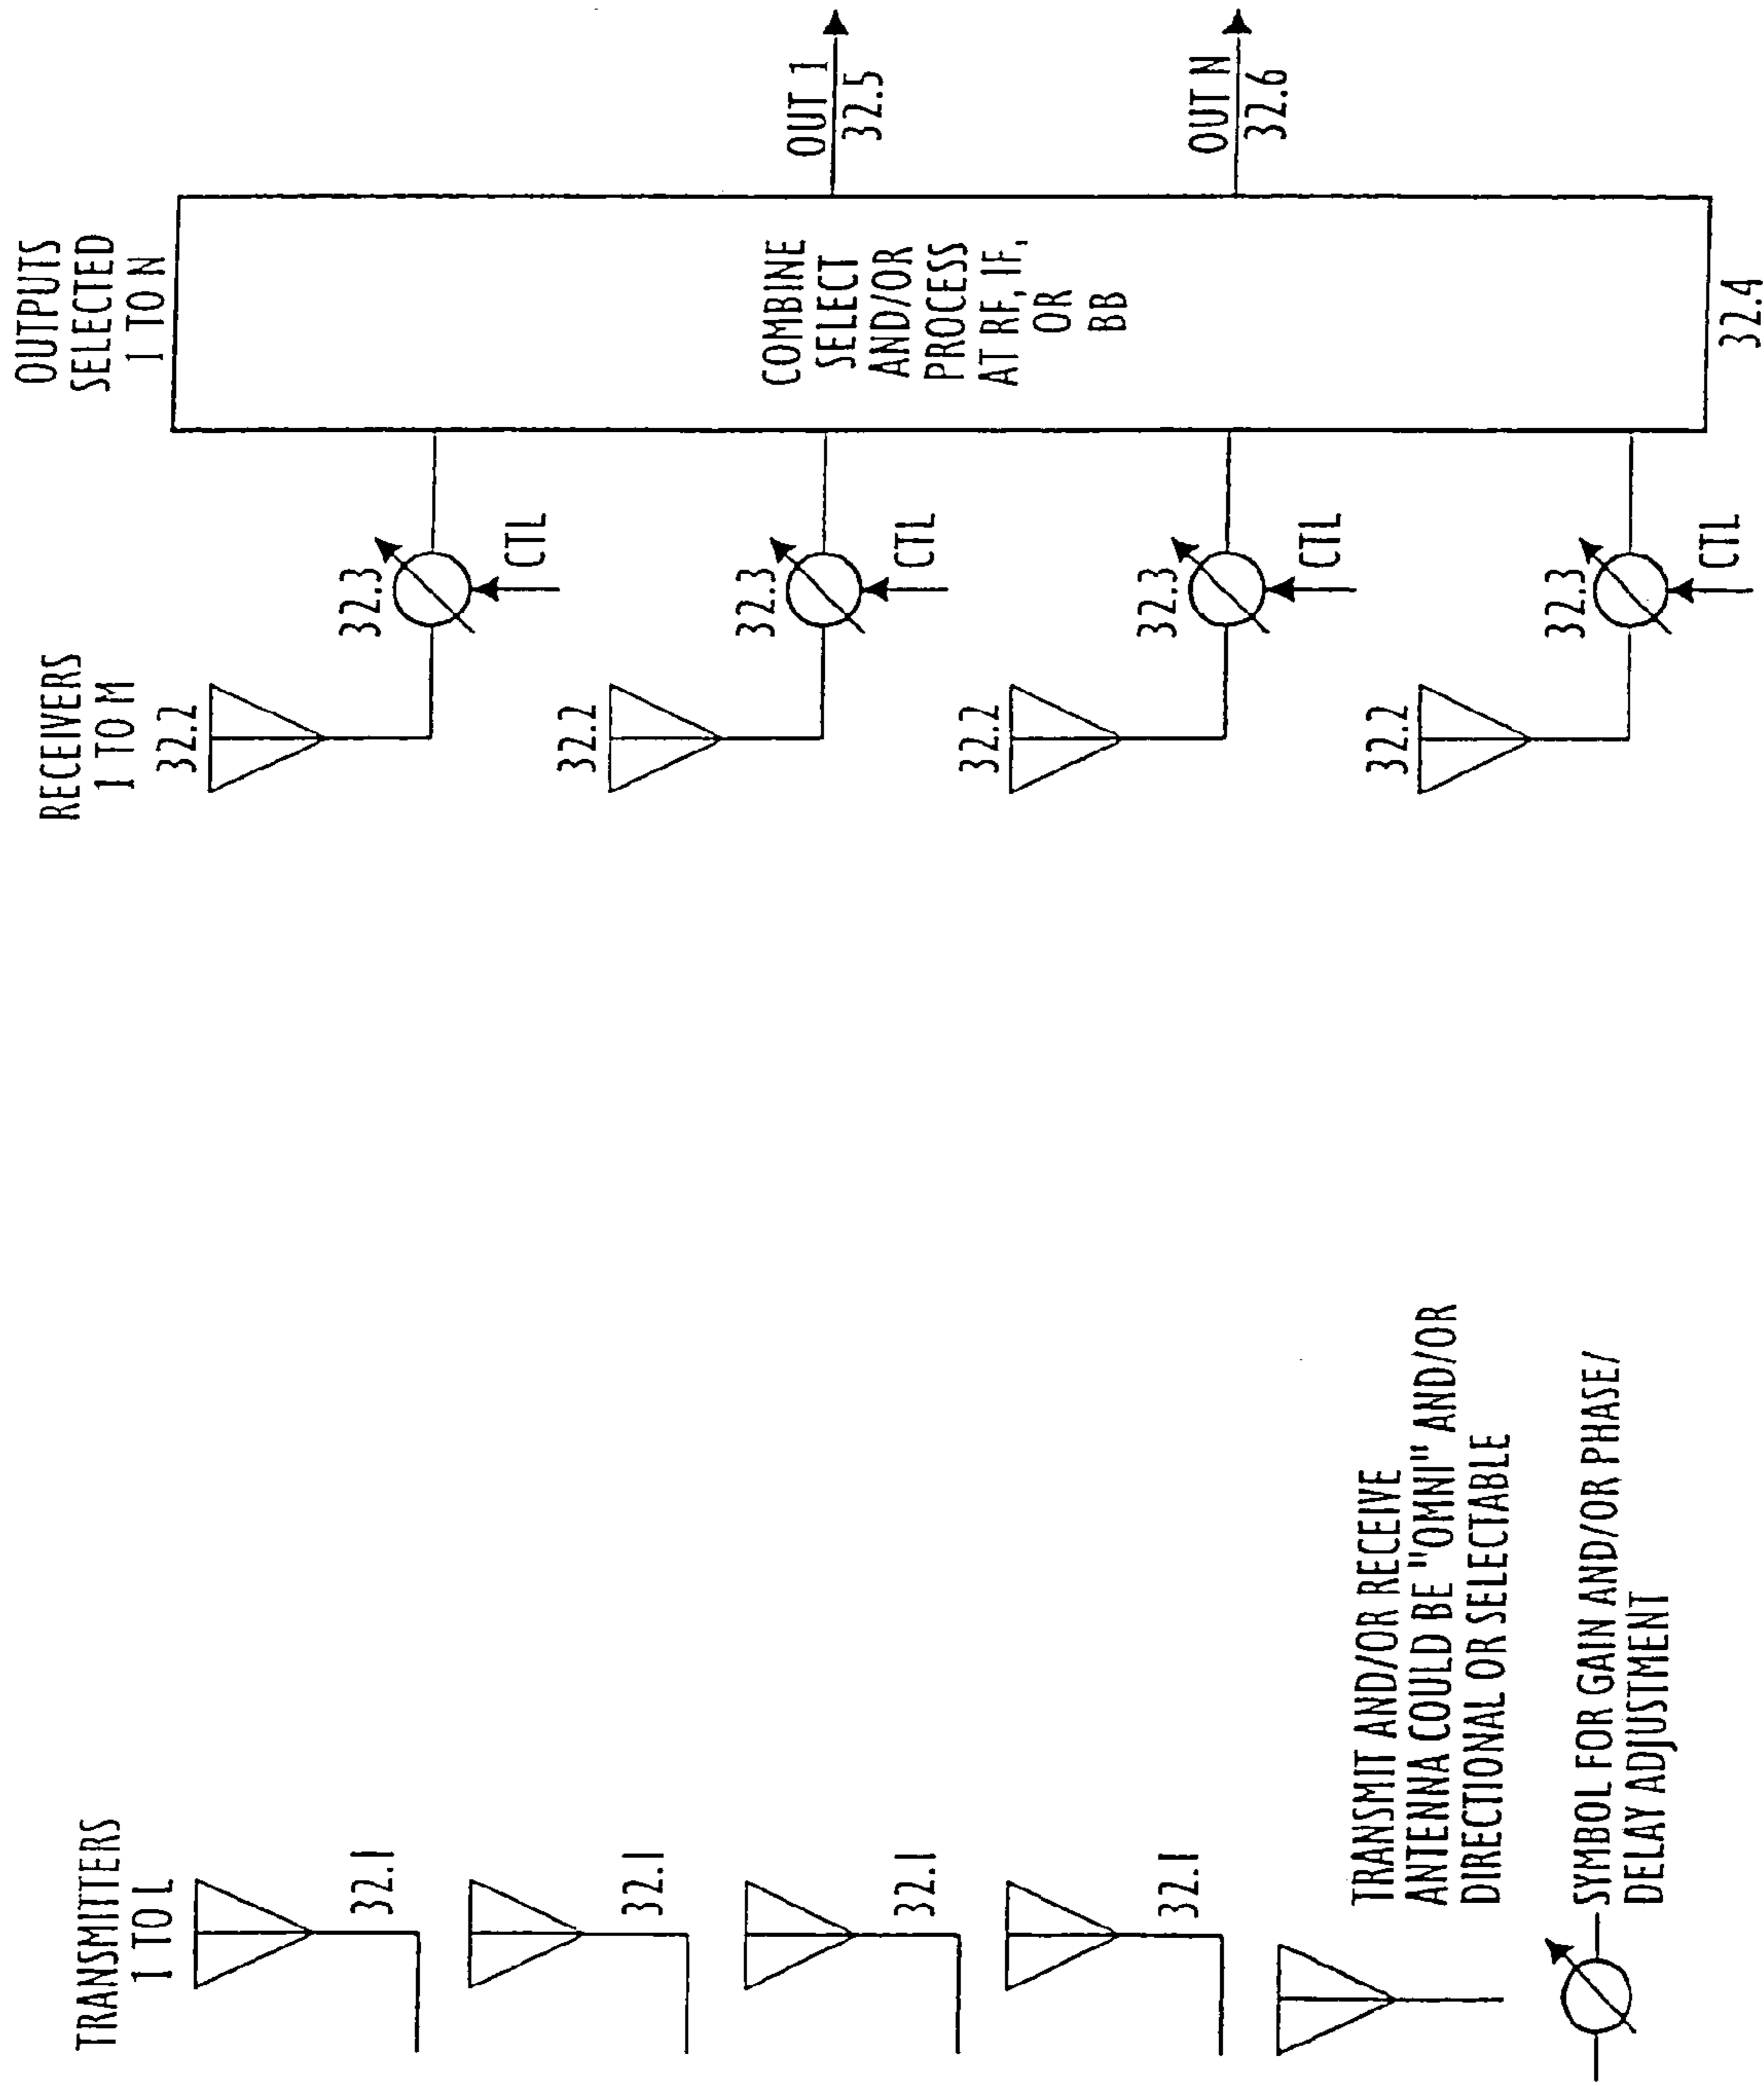 TRANSMITTERS
1 TO L
32.1
32.1
32.1
32.1
TRANSMIT AND/OR RECEIVE
ANTENNA COULD BE "OMNI" AND/OR
DIRECTIONAL OR SELECTABLE
SYMBOL FOR GAIN AND/OR PHASE/
DELAY ADJUSTMENT
RECEIVERS
1 TO M
32.2
32.2
32.2
32.2
32.3
CTL
32.3
CTL
32.3
CTL
32.3
CTL
OUTPUTS
SELECTED
1 TO N
COMBINE
SELECT
AND/OR
PROCESS
AT RF, IF,
OR
BB
32.4
OUT 1
32.5
OUT N
32.6